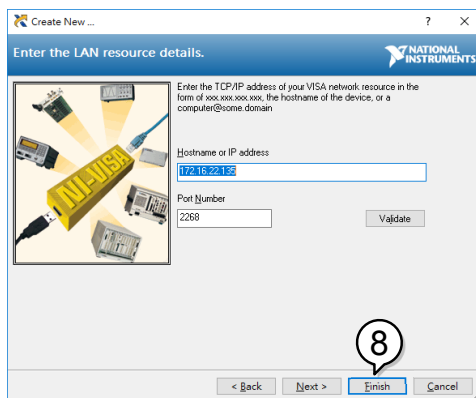 Create New ...
?
×
Enter the LAN resource details.
NATIONAL
INSTRUMENTS
Enter the TCP/IP address of your VISA network resource in the
form of xxx.xxx.xxx.xxx, the hostname of the device, or a
computer@some.domain
NI-VISA
Hostname or IP address
172.16.22.135
Port Number
2268
Validate
8
< Back
Next >
Finish
Cancel